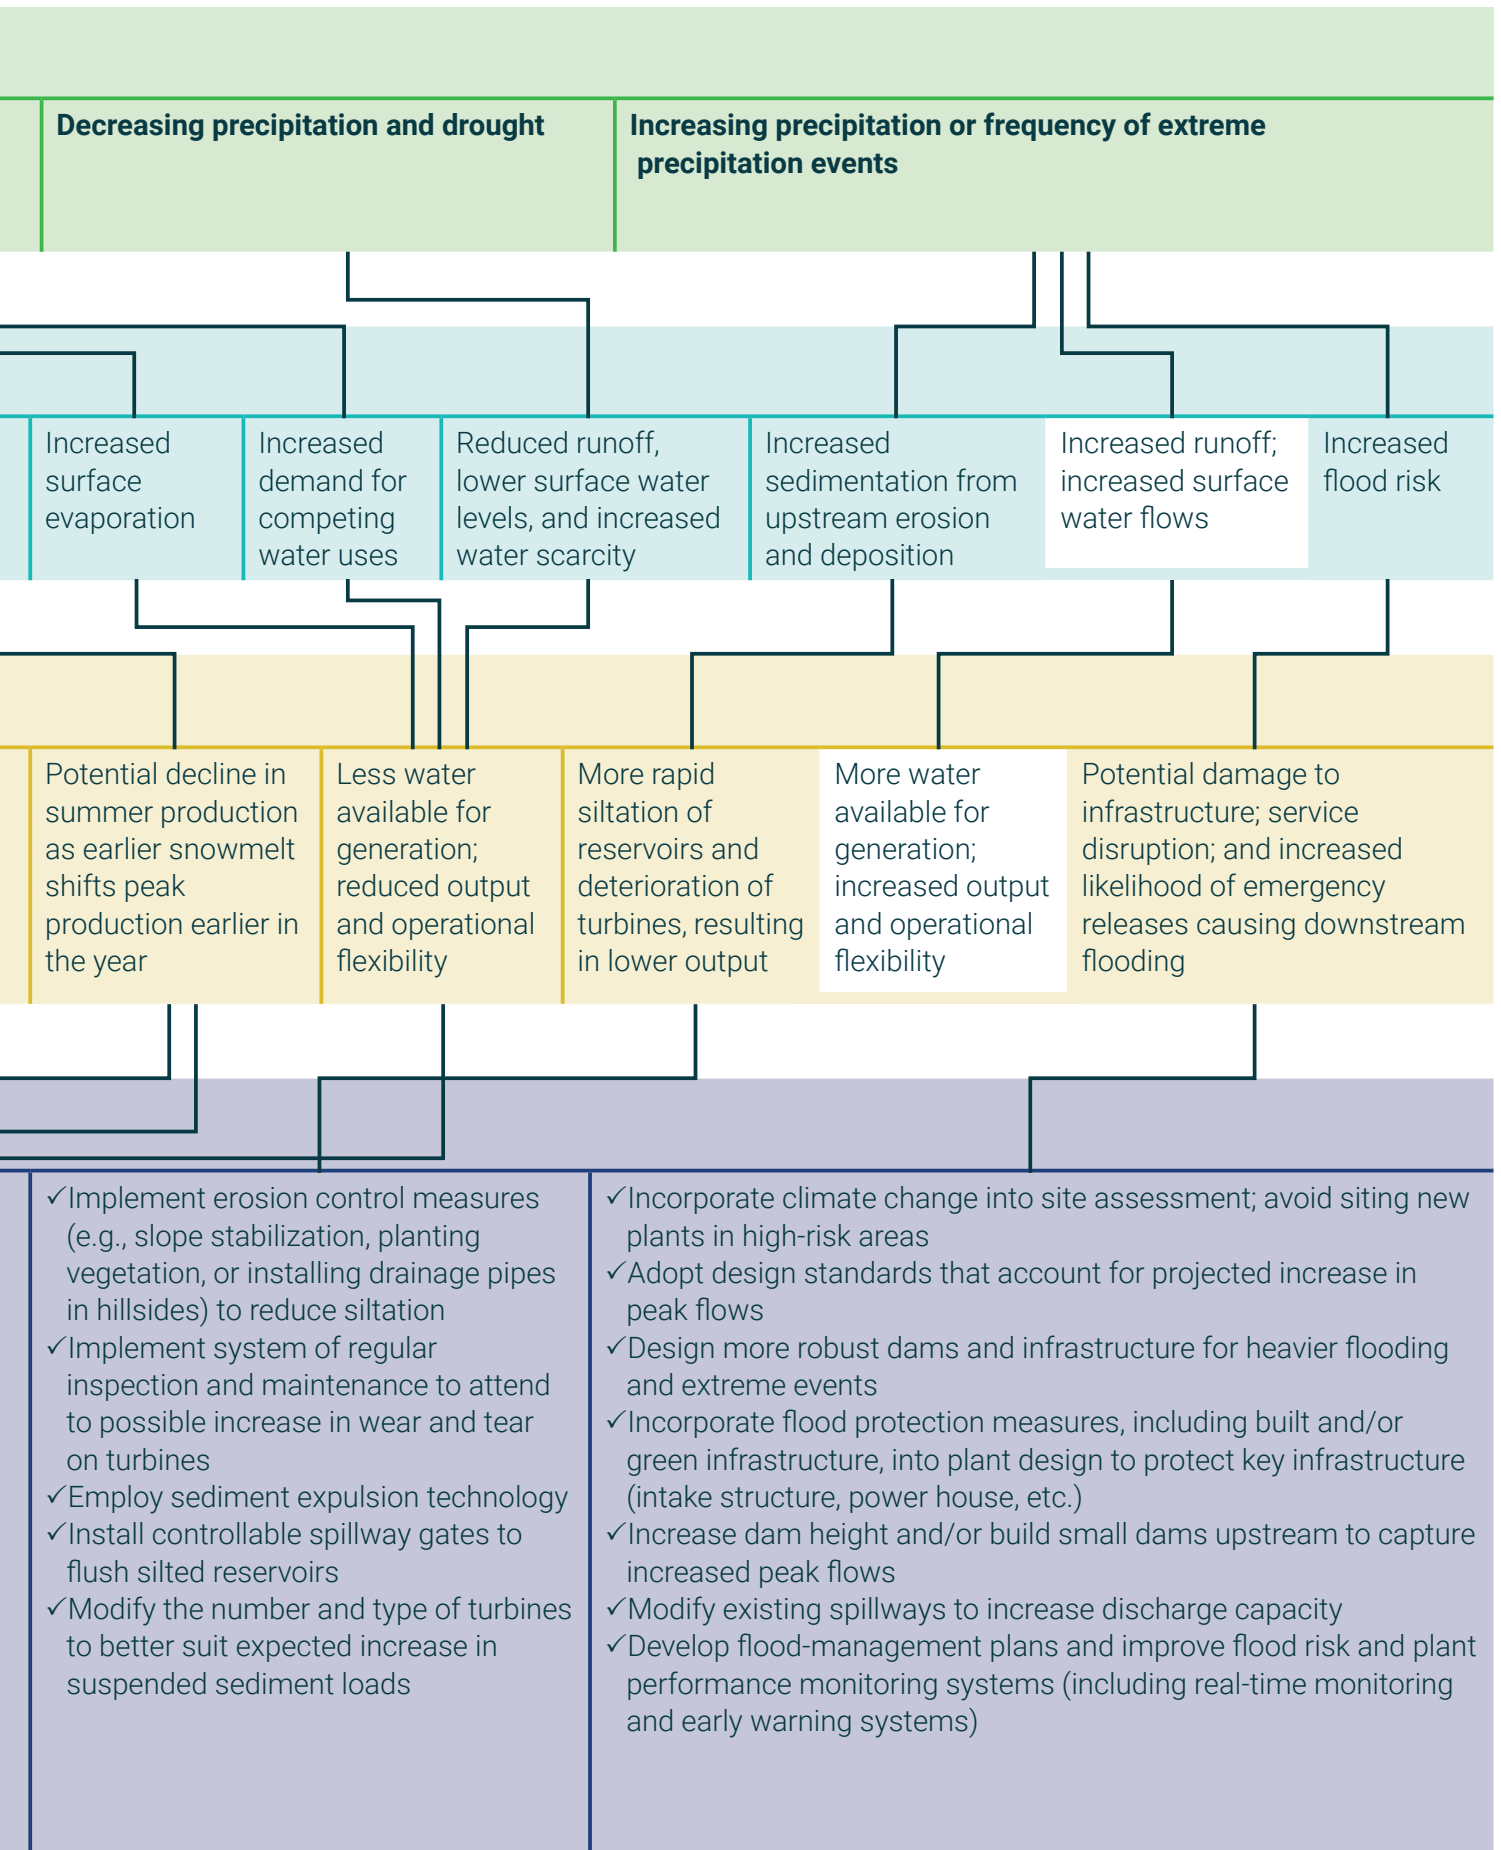 Decreasing precipitation and drought
Increasing precipitation or frequency of extreme
precipitation events
Increased
surface
evaporation
Increased
demand for
competing
water uses
Reduced runoff,
lower surface water
levels, and increased
water scarcity
Increased
sedimentation from
upstream erosion
and deposition
Increased runoff;
increased surface
water flows
Increased
flood risk
Potential decline in
summer production
as earlier snowmelt
shifts peak
production earlier in
the year
Less water
available for
generation;
reduced output
and operational
flexibility
More rapid
siltation of
reservoirs and
deterioration of
turbines, resulting
in lower output
More water
available for
generation;
increased output
and operational
flexibility
Potential damage to
infrastructure; service
disruption; and increased
likelihood of emergency
releases causing downstream
flooding
✓Implement erosion control measures
(e.g., slope stabilization, planting
vegetation, or installing drainage pipes
in hillsides) to reduce siltation
✓Implement system of regular
inspection and maintenance to attend
to possible increase in wear and tear
on turbines
✓Employ sediment expulsion technology
✓Install controllable spillway gates to
flush silted reservoirs
✓Modify the number and type of turbines
to better suit expected increase in
suspended sediment loads
✓Incorporate climate change into site assessment; avoid siting new
plants in high-risk areas
✓Adopt design standards that account for projected increase in
peak flows
✓Design more robust dams and infrastructure for heavier flooding
and extreme events
✓Incorporate flood protection measures, including built and/or
green infrastructure, into plant design to protect key infrastructure
(intake structure, power house, etc.)
✓Increase dam height and/or build small dams upstream to capture
increased peak flows
✓Modify existing spillways to increase discharge capacity
✓Develop flood-management plans and improve flood risk and plant
performance monitoring systems (including real-time monitoring
and early warning systems)